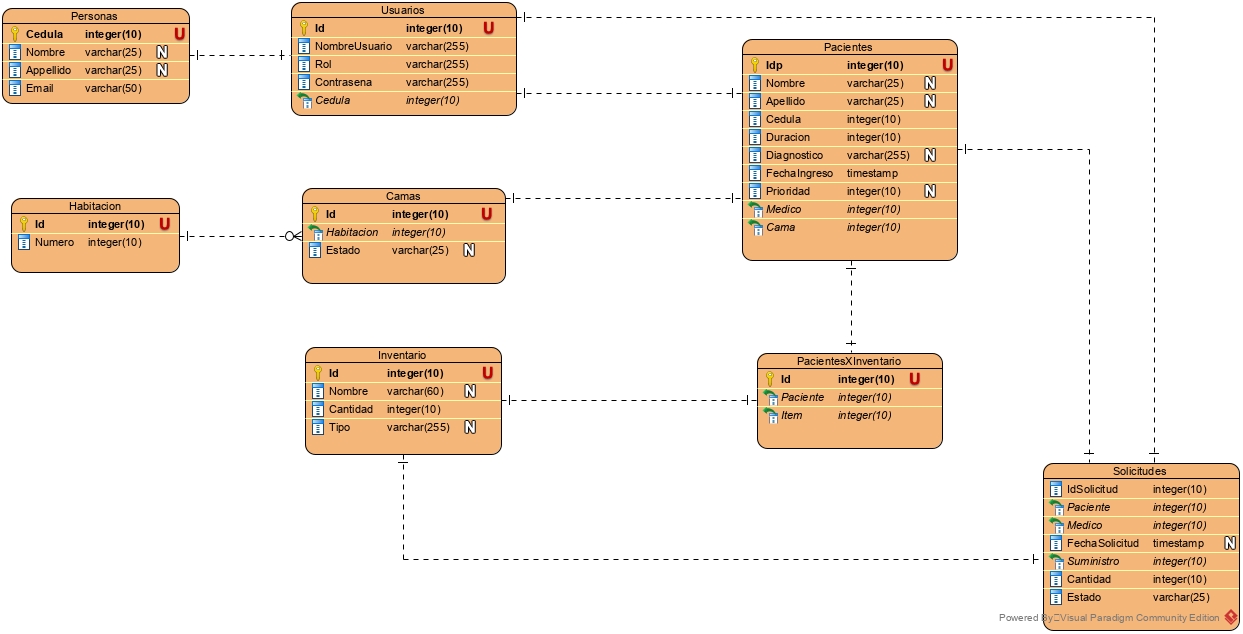 Personas
Cedula integer(10) U
Nombre varchar(25) N
Appellido varchar(25) N
Email varchar(50)
Usuarios
Id integer(10) U
NombreUsuario varchar(255)
Rol varchar(255)
Contrasena varchar(255)
Cedula integer(10)
Pacientes
Idp integer(10) U
Nombre varchar(25) N
Apellido varchar(25) N
Cedula integer(10)
Duracion integer(10)
Diagnostico varchar(255) N
FechaIngreso timestamp
Prioridad integer(10) N
Medico integer(10)
Cama integer(10)
Habitacion
Id integer(10) U
Numero integer(10)
Camas
Id integer(10) U
Habitacion integer(10)
Estado varchar(25) N
Inventario
Id integer(10) U
Nombre varchar(60) N
Cantidad integer(10)
Tipo varchar(255) N
PacientesXInventario
Id integer(10) U
Paciente integer(10)
Item integer(10)
Solicitudes
IdSolicitud integer(10)
Paciente integer(10)
Medico integer(10)
FechaSolicitud timestamp N
Suministro integer(10)
Cantidad integer(10)
Estado varchar(25)
Powered By Visual Paradigm Community Edition